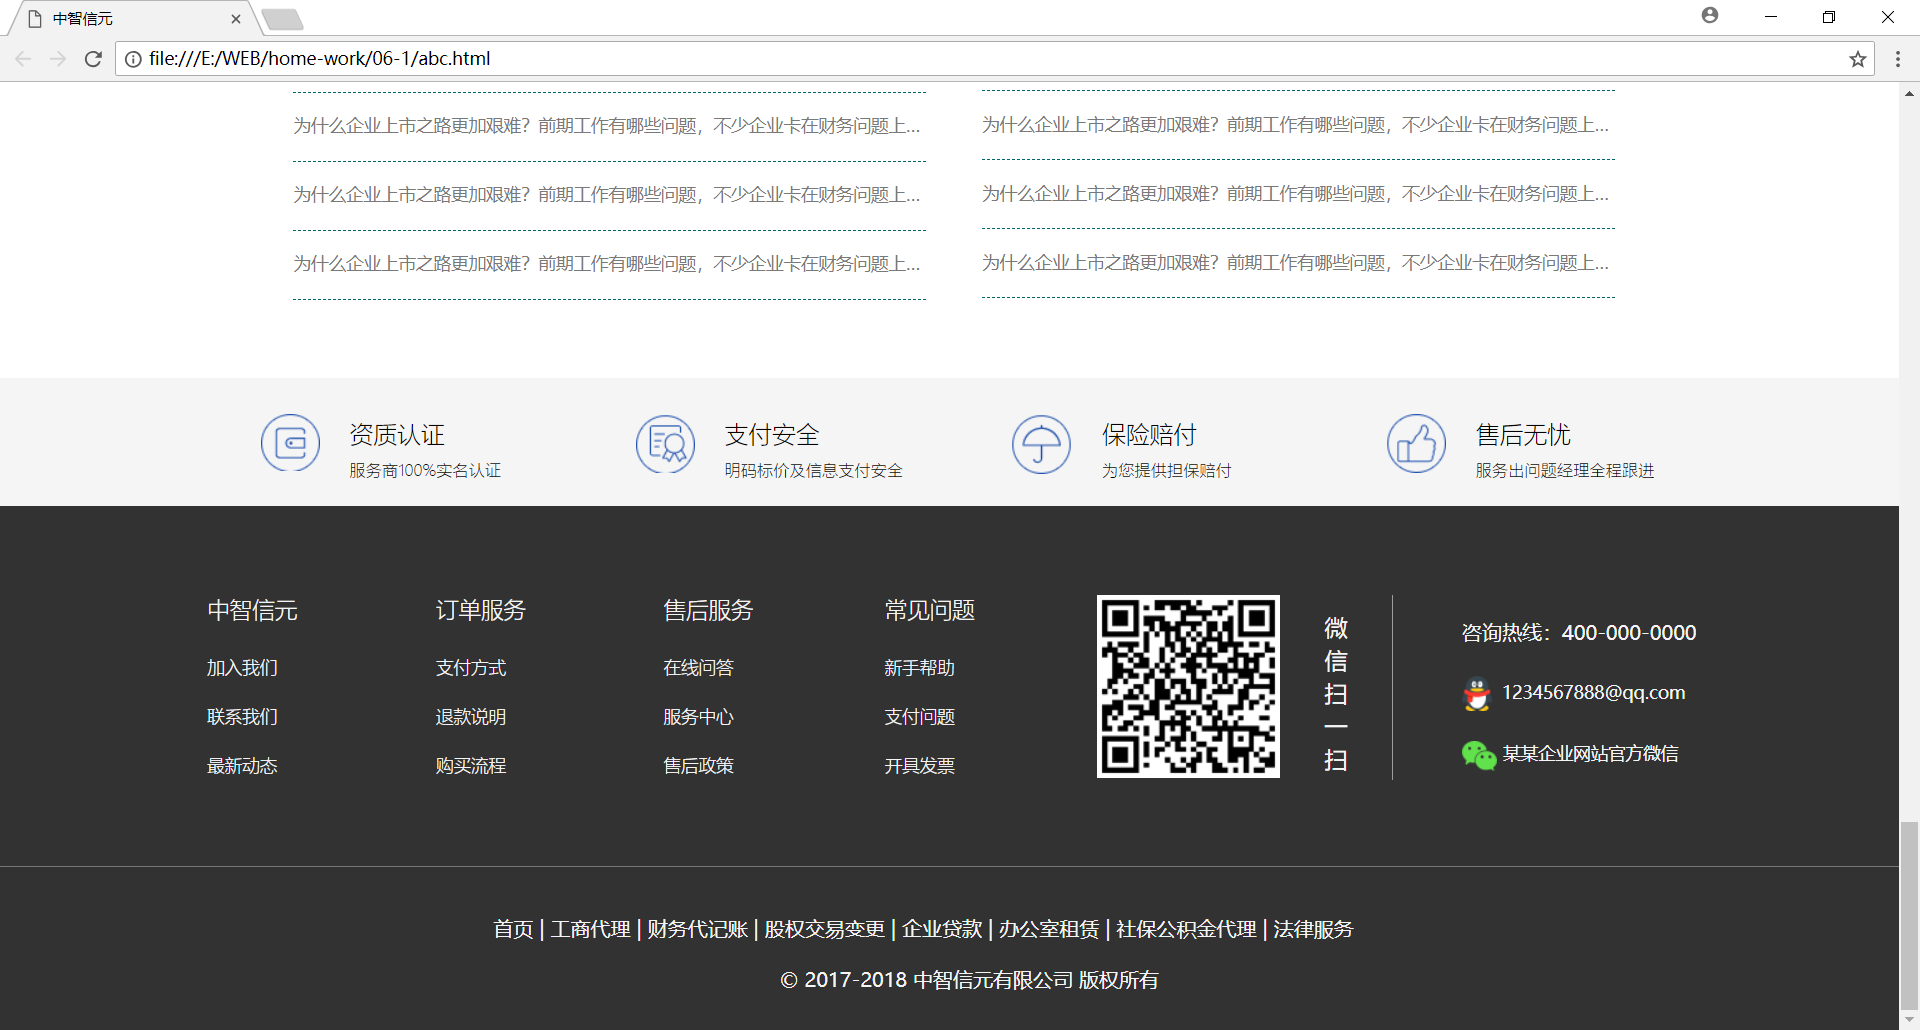 中智信元
file:///E:/WEB/home-work/06-1/abc.html
为什么企业上市之路更加艰难？前期工作有哪些问题，不少企业卡在财务问题上...
为什么企业上市之路更加艰难？前期工作有哪些问题，不少企业卡在财务问题上...
为什么企业上市之路更加艰难？前期工作有哪些问题，不少企业卡在财务问题上...
为什么企业上市之路更加艰难？前期工作有哪些问题，不少企业卡在财务问题上...
为什么企业上市之路更加艰难？前期工作有哪些问题，不少企业卡在财务问题上...
为什么企业上市之路更加艰难？前期工作有哪些问题，不少企业卡在财务问题上...
资质认证
服务商100%实名认证
支付安全
明码标价及信息支付安全
保险赔付
为您提供担保赔付
售后无忧
服务出问题经理全程跟进
中智信元
加入我们
联系我们
最新动态
订单服务
支付方式
退款说明
购买流程
售后服务
在线问答
服务中心
售后政策
常见问题
新手帮助
支付问题
开具发票
微
信
扫
一
扫
咨询热线：400-000-0000
1234567888@qq.com
某某企业网站官方微信
首页 | 工商代理 | 财务代记账 | 股权交易变更 | 企业贷款 | 办公室租赁 | 社保公积金代理 | 法律服务
© 2017-2018 中智信元有限公司 版权所有